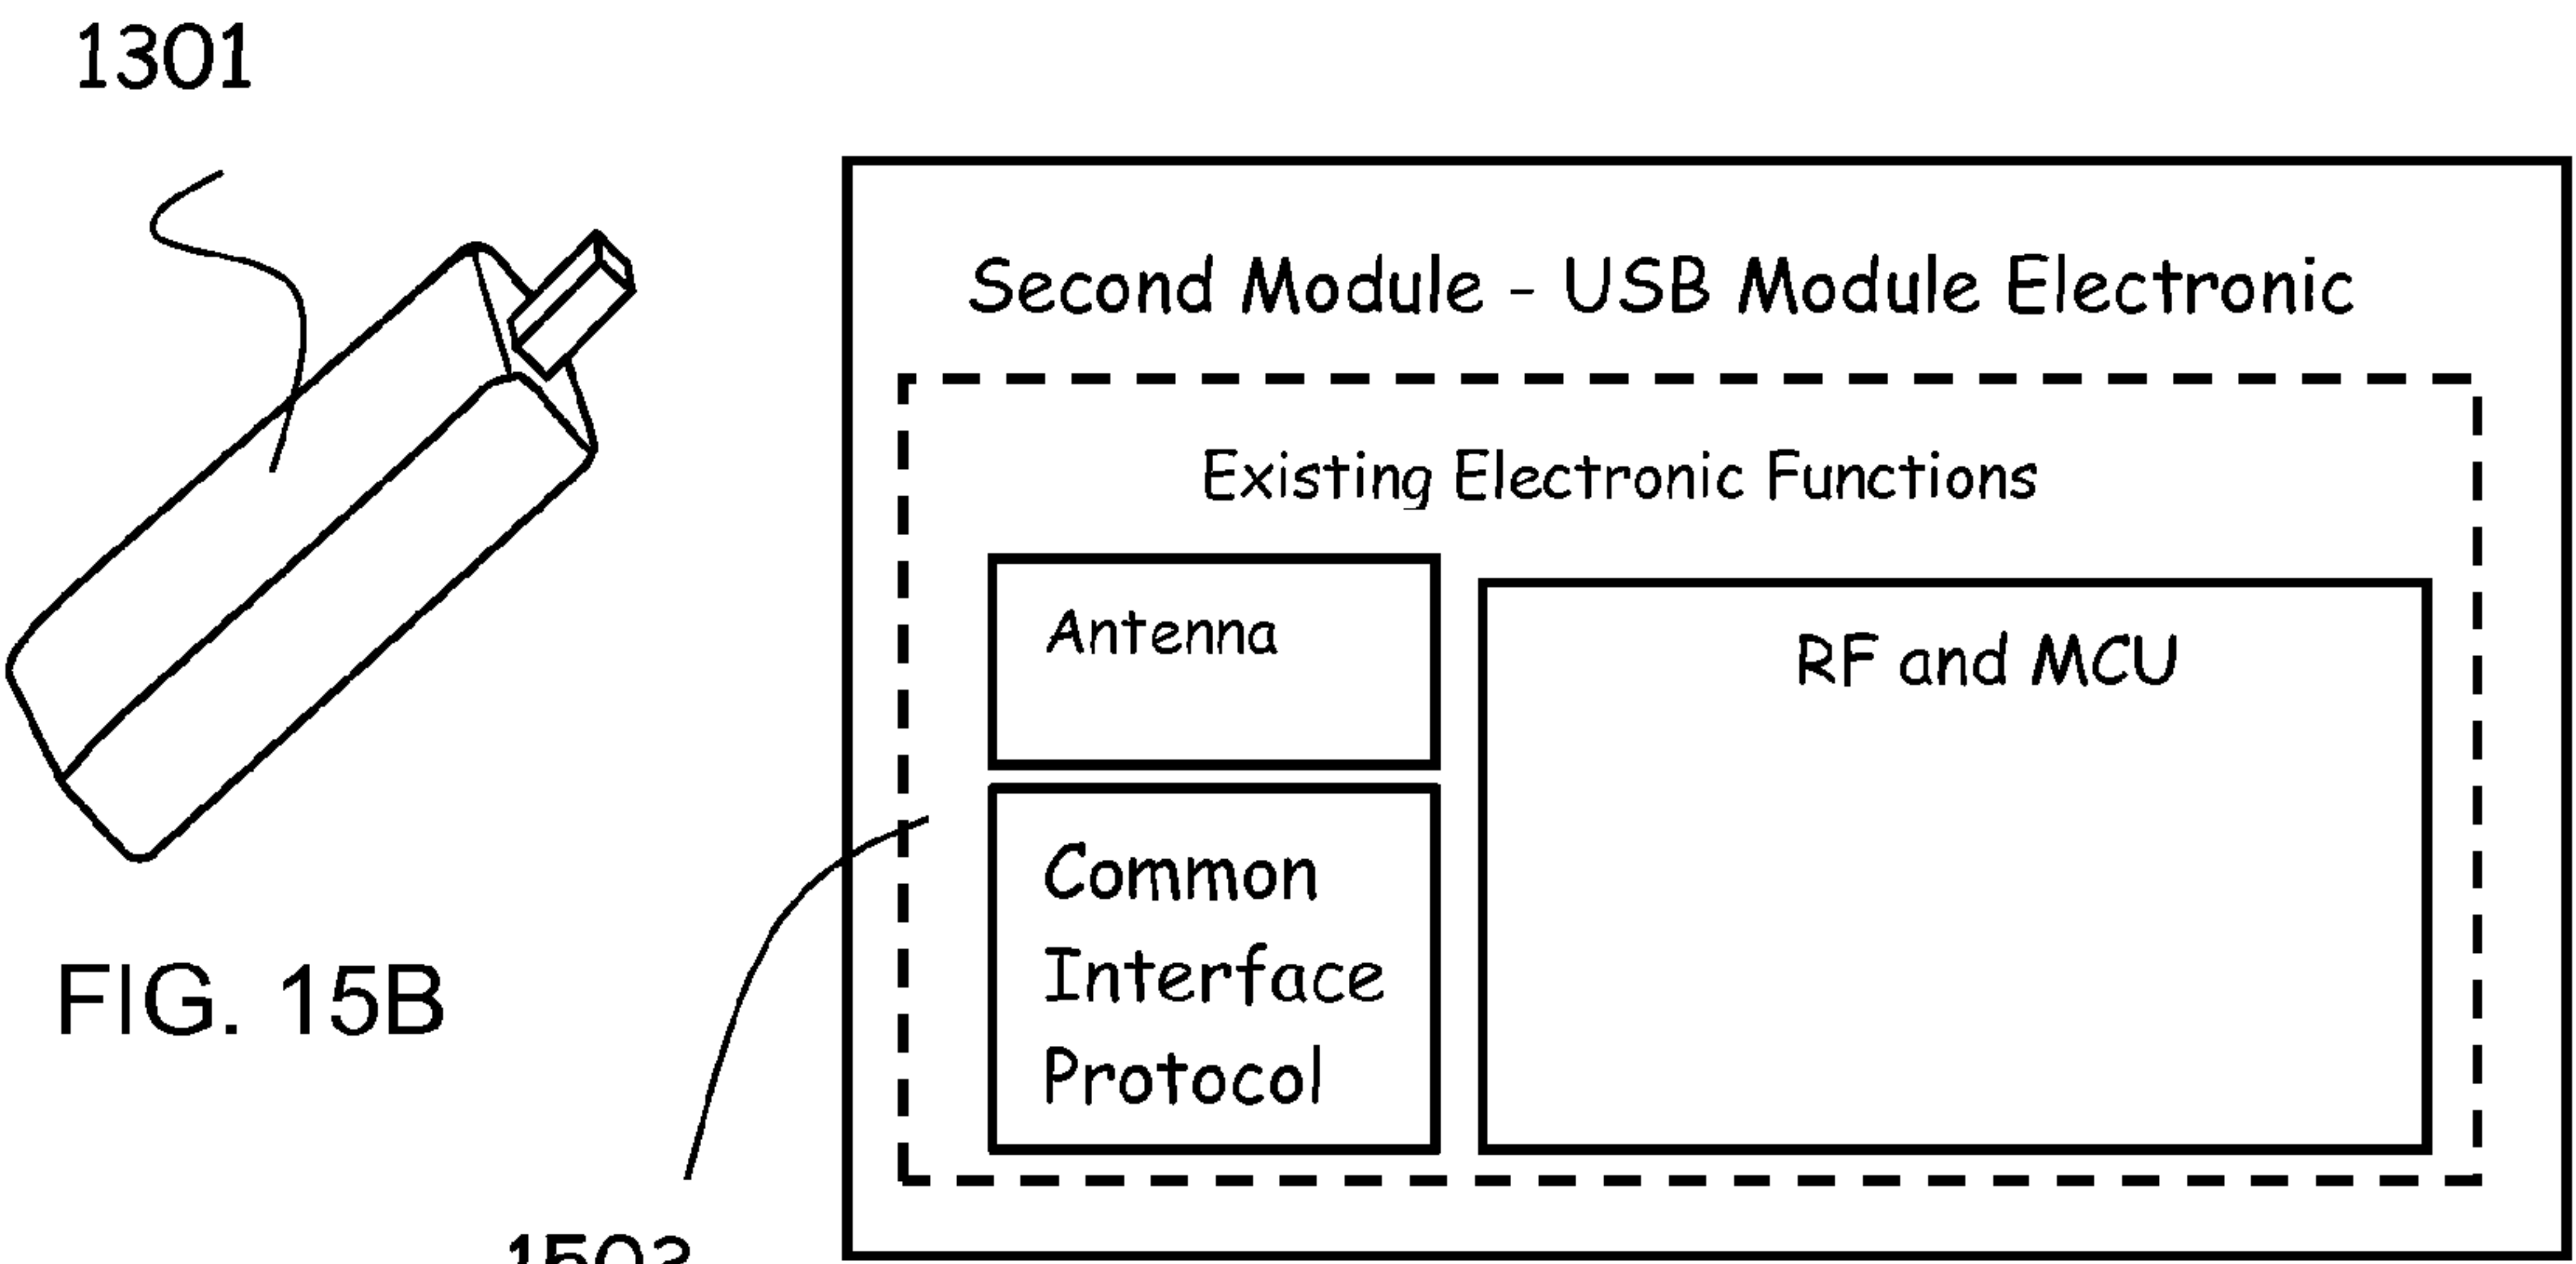 1301
Second Module - USB Module Electronic
Existing Electronic Functions
Antenna
RF and MCU
Common
Interface
Protocol
FIG. 15B